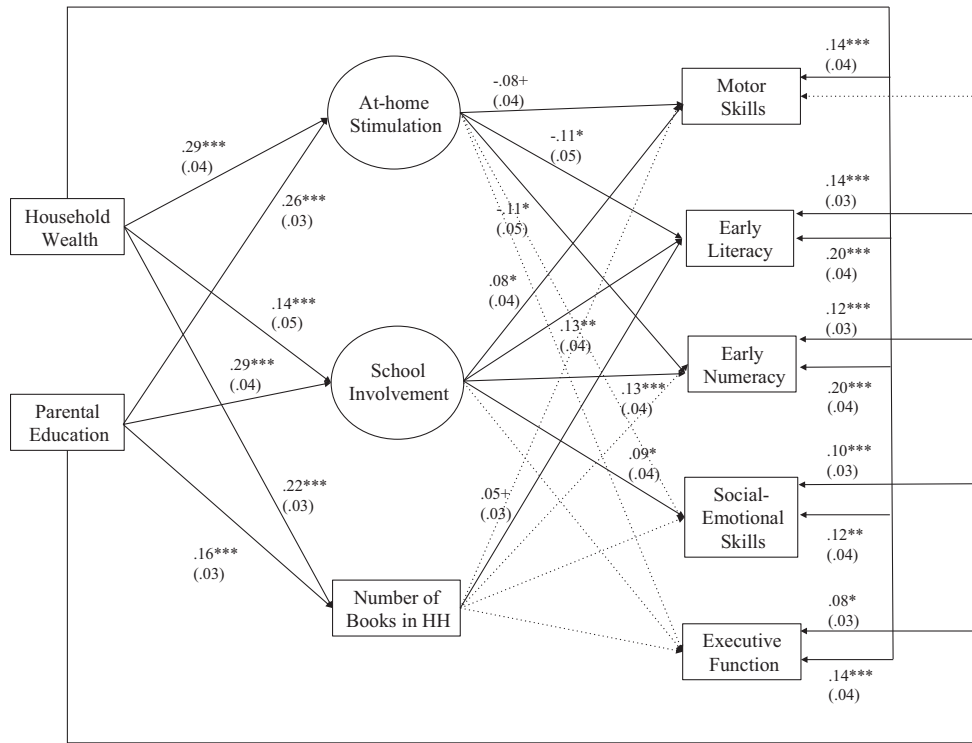 .14***
(.04)
Motor
Skills
-.08+
(.04)
At-home
Stimulation
-.11*
(.05)
.29***
(.04)
.26***
(.03)
-.11*
(.05)
.14***
(.03)
Household
Wealth
Early
Literacy
.20***
(.04)
.08*
(.04)
.14***
(.05)
.13**
(.04)
.12***
(.03)
School
Involvement
.29***
(.04)
Early
Numeracy
.13***
(.04)
.20***
(.04)
Parental
Education
.09*
(.04)
.10***
(.03)
.22***
(.03)
.05+
(.03)
Social-
Emotional
Skills
.12**
(.04)
.16***
(.03)
Number of
Books in HH
.08*
(.03)
Executive
Function
.14***
(.04)